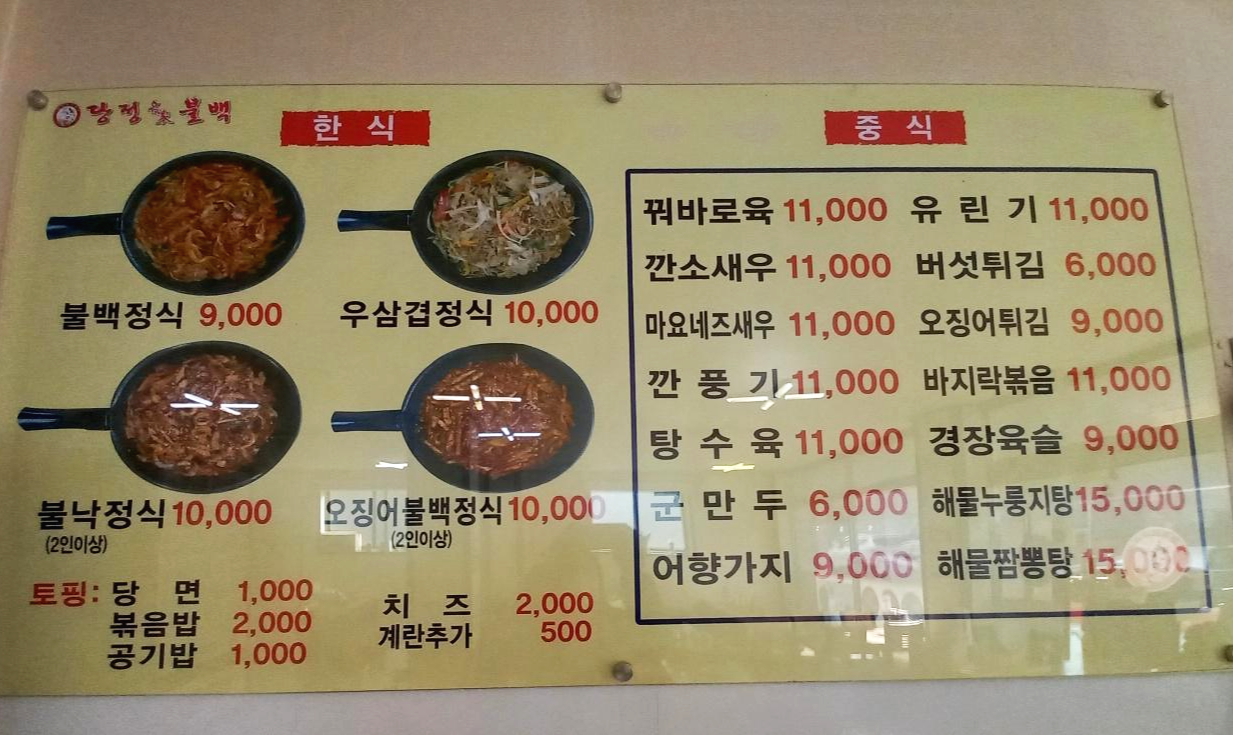 당정 불백
한 식
불백정식 9,000
우삼겹정식 10,000
불낙정식 10,000
(2인이상)
오징어불백정식 10,000
(2인이상)
토핑: 당 면 1,000
볶음밥 2,000
공기밥 1,000
치 즈 2,000
계란추가 500
중 식
꿔바로육 11,000 유 린 기 11,000
깐소새우 11,000 버섯튀김 6,000
마요네즈새우 11,000 오징어튀김 9,000
깐 풍 기 11,000 바지락볶음 11,000
탕 수 육 11,000 경장육슬 9,000
군 만 두 6,000 해물누룽지탕 15,000
어향가지 9,000 해물짬뽕탕 15,000